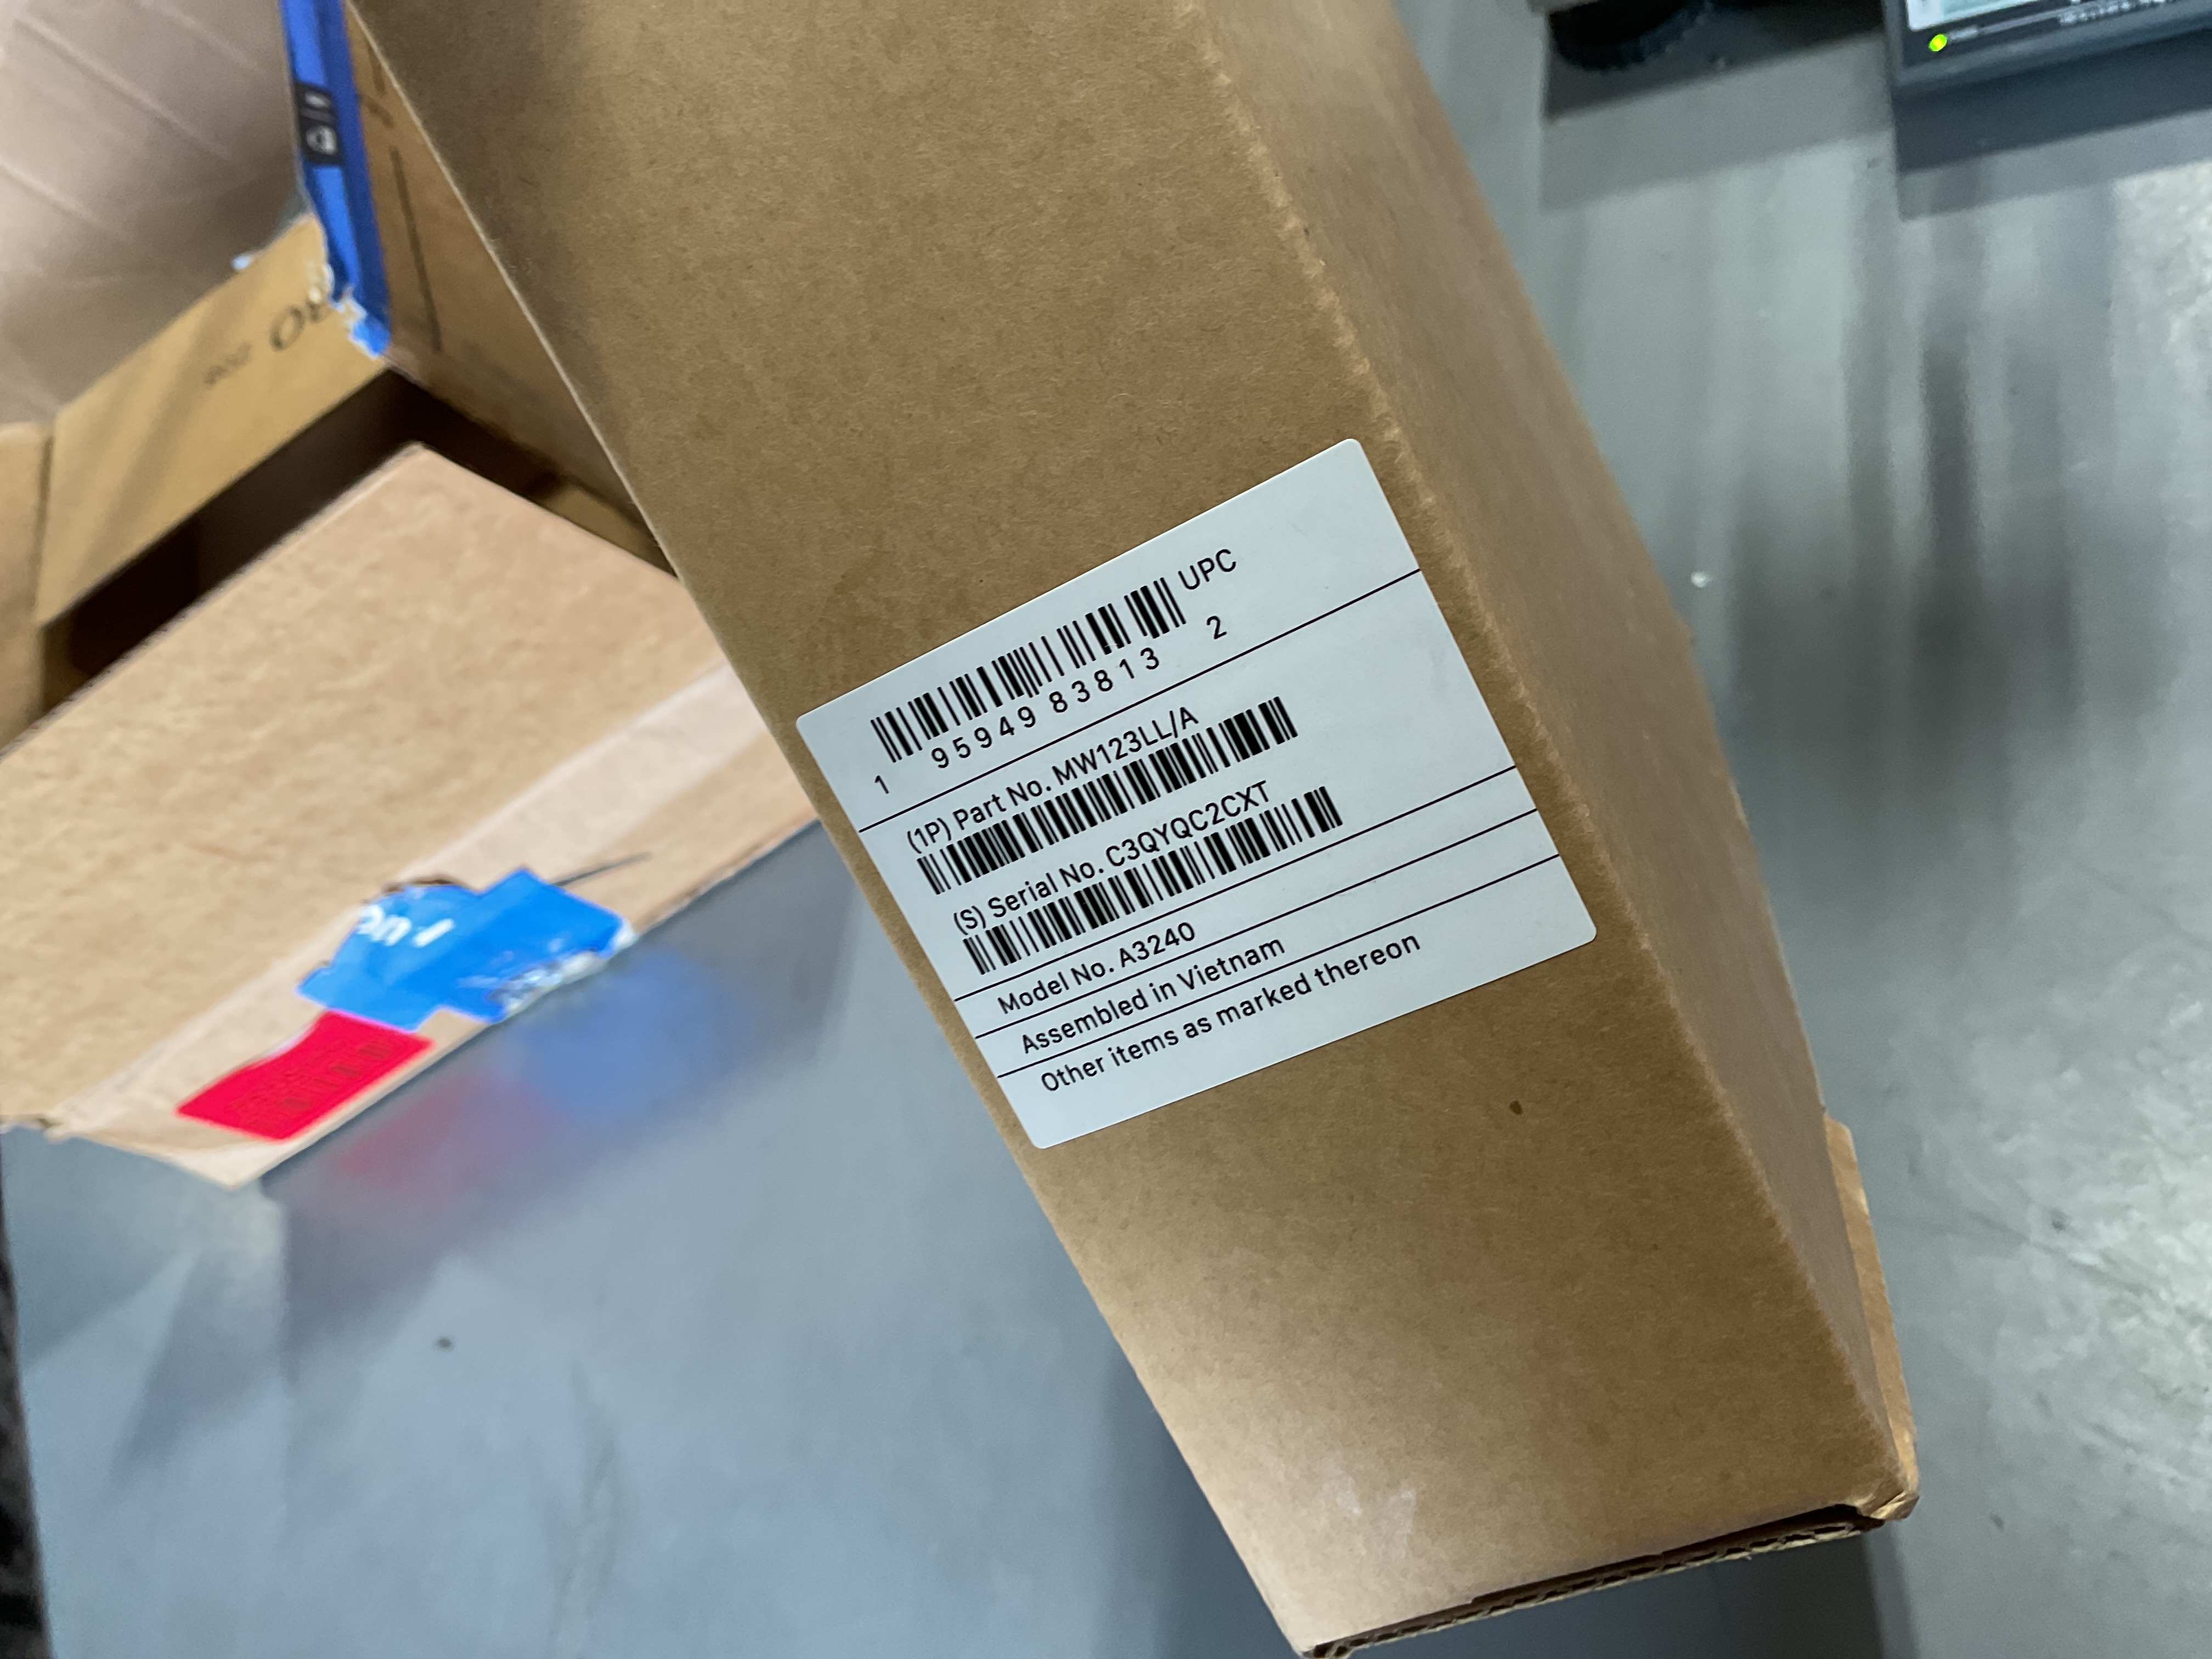 UPC
1 95949 83813 2
(1P) Part No. MW123LL/A
(S) Serial No. C3QYQC2CXT
Model No. A3240
Assembled in Vietnam
Other items as marked thereon